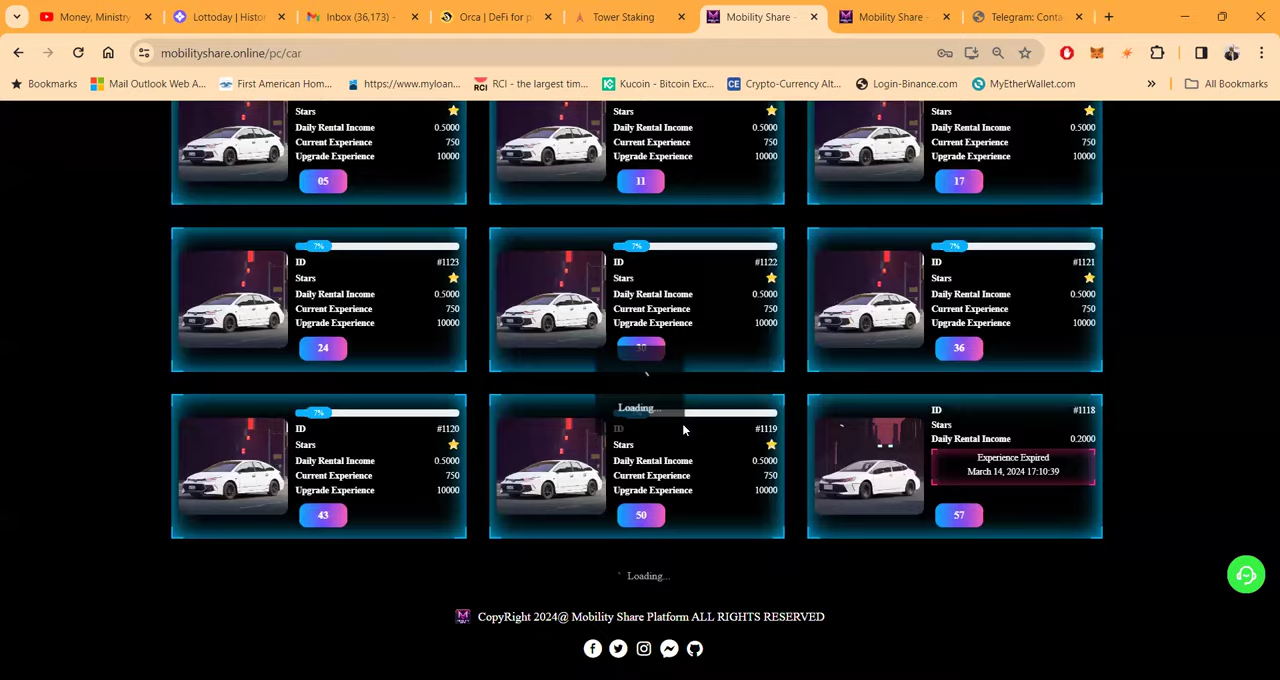 Money, Ministry
Lottoday | Histor
Inbox (36,173) -
Orca | DeFi for p
Tower Staking
Mobility Share -
Mobility Share -
Telegram: Conta
mobilityshare.online/pc/car
Bookmarks
Mail Outlook Web A...
First American Hom...
https://www.myloan...
RCI - the largest tim...
Kucoin - Bitcoin Exc...
Crypto-Currency Alt...
Login-Binance.com
MyEtherWallet.com
»
All Bookmarks
Stars
Daily Rental Income 0.5000
Current Experience 750
Upgrade Experience 10000
05
Stars
Daily Rental Income 0.5000
Current Experience 750
Upgrade Experience 10000
11
Stars
Daily Rental Income 0.5000
Current Experience 750
Upgrade Experience 10000
17
7%
ID #1123
Stars
Daily Rental Income 0.5000
Current Experience 750
Upgrade Experience 10000
24
7%
ID #1122
Stars
Daily Rental Income 0.5000
Current Experience 750
Upgrade Experience 10000
30
7%
ID #1121
Stars
Daily Rental Income 0.5000
Current Experience 750
Upgrade Experience 10000
36
Loading...
7%
ID #1120
Stars
Daily Rental Income 0.5000
Current Experience 750
Upgrade Experience 10000
43
ID #1119
Stars
Daily Rental Income 0.5000
Current Experience 750
Upgrade Experience 10000
50
ID #1118
Stars
Daily Rental Income 0.2000
Experience Expired
March 14, 2024 17:10:39
57
Loading...
CopyRight 2024@ Mobility Share Platform ALL RIGHTS RESERVED